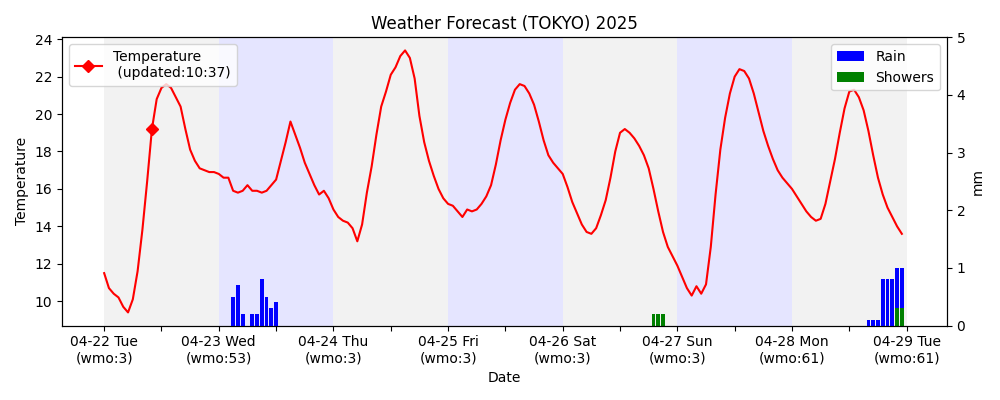 Weather Forecast (TOKYO) 2025
Temperature
(updated:10:37)
Rain
Showers
24
22
20
18
16
14
12
10
Temperature
5
4
3
2
1
0
mm
04-22 Tue
(wmo:3)
04-23 Wed
(wmo:53)
04-24 Thu
(wmo:3)
04-25 Fri
(wmo:3)
04-26 Sat
(wmo:3)
04-27 Sun
(wmo:3)
04-28 Mon
(wmo:61)
04-29 Tue
(wmo:61)
Date